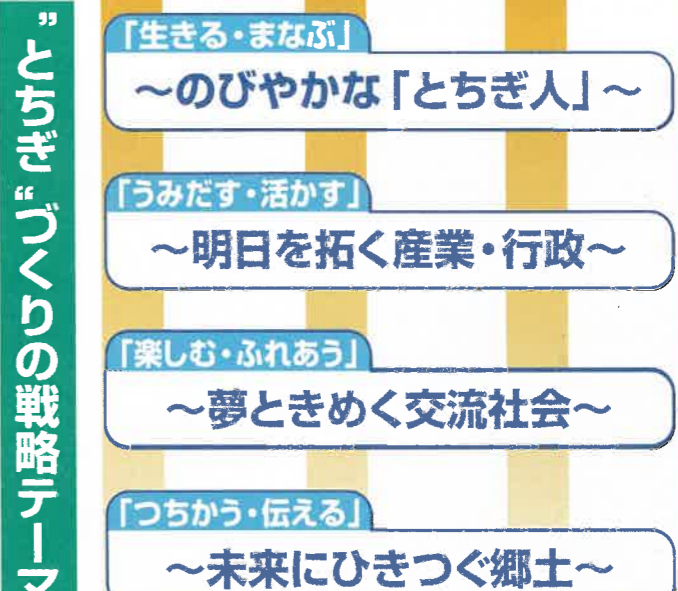 ”とちぎ“づくりの戦略テーマ
「生きる・まなぶ」
～のびやかな「とちぎ人」～
「うみだす・活かす」
～明日を拓く産業・行政～
「楽しむ・ふれあう」
～夢ときめく交流社会～
「つちかう・伝える」
～未来にひきつぐ郷土～